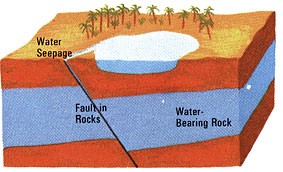 Water
Seepage
Fault in
Rocks
Water-
Bearing Rock